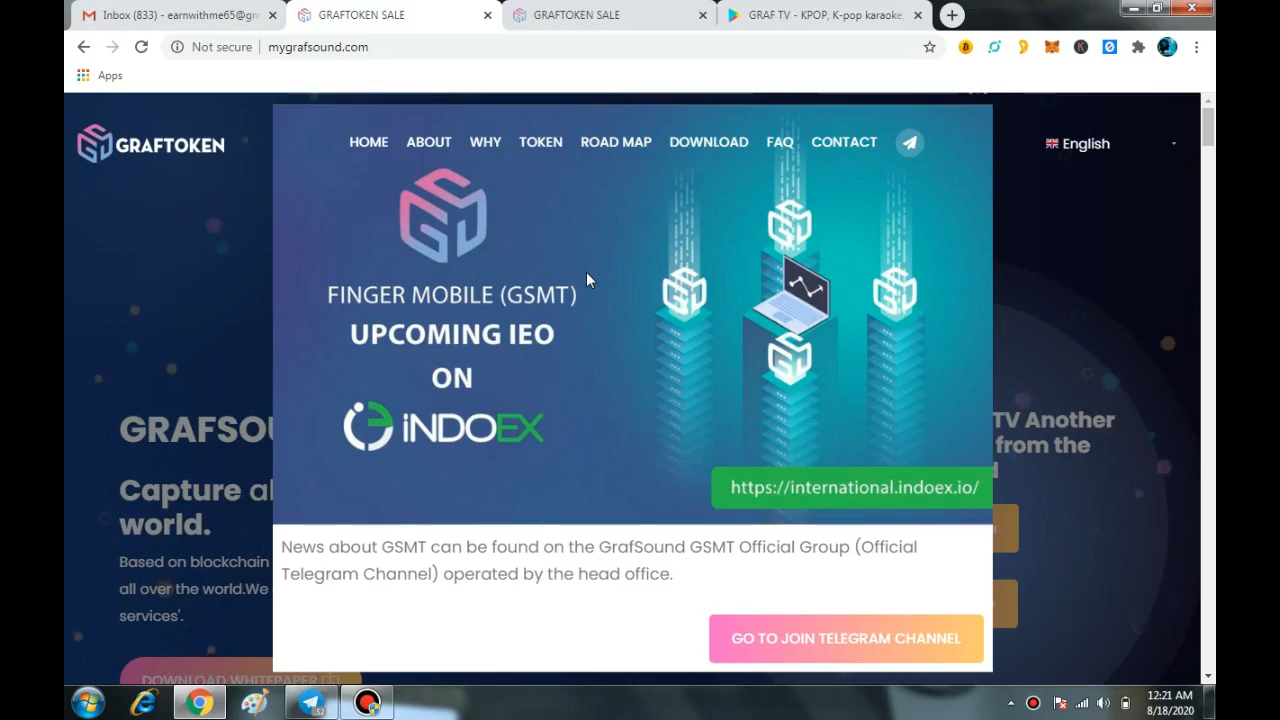 Inbox (833) - earnwithme65@gm
GRAFTOKEN SALE
GRAFTOKEN SALE
GRAF TV - KPOP, K-pop karaoke,
Not secure
mygrafsound.com
Apps
GRAFTOKEN
HOME
ABOUT
WHY
TOKEN
ROAD MAP
DOWNLOAD
FAQ
CONTACT
English
FINGER MOBILE (GSMT)
UPCOMING IEO
ON
iNDOEX
https://international.indoex.io/
GRAFSOU
TV Another
from the
Capture al
world.
Based on blockchain
all over the world.We
services'.
News about GSMT can be found on the GrafSound GSMT Official Group (Official
Telegram Channel) operated by the head office.
GO TO JOIN TELEGRAM CHANNEL
DOWNLOAD WHITEPAPER
52
12:21 AM
8/18/2020